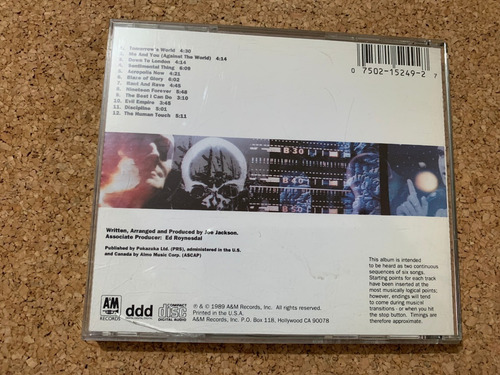 1. Tomorrow's World 4:30
2. Me And You (Against The World) 4:14
3. Down To London 4:14
4. Sentimental Thing 6:09
5. Acropolis Now 4:21
6. Blaze of Glory 6:02
7. Rant And Rave 4:45
8. Nineteen Forever 5:48
9. The Best I Can Do 3:10
10. Evil Empire 3:45
11. Discipline 5:01
12. The Human Touch 5:11
0 7502-15249-2 7
8·30
8·40
Written, Arranged and Produced by Joe Jackson.
Associate Producer: Ed Roynesdal
Published by Pokazuka Ltd. (PRS), administered in the U.S.
and Canada by Almo Music Corp. (ASCAP)
This album is intended
to be heard as two continuous
sequences of six songs.
Starting points for each track
have been inserted at the
most musically logical points;
however, endings will tend
to come during musical
transitions - or when you hit
the stop button. Timings are
therefore approximate.
A&M
RECORDS
ddd
COMPACT
disc
DIGITAL AUDIO
℗ & © 1989 A&M Records, Inc. All rights reserved.
Printed in the U.S.A.
A&M Records, Inc. P.O. Box 118, Hollywood CA 90078